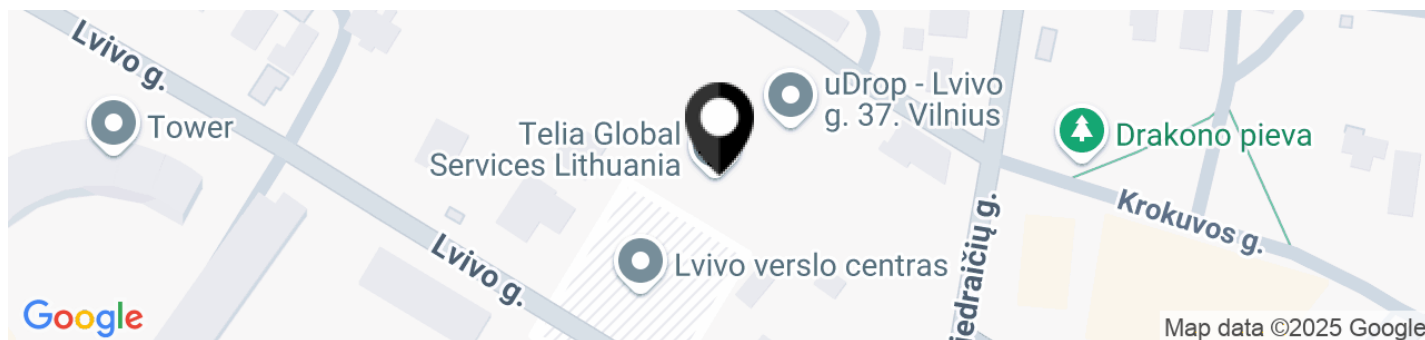 Lvivo g.
Tower
Telia Global
Services Lithuania
uDrop - Lvivo
g. 37. Vilnius
Drakono pieva
Krokuvos g.
Lvivo g.
Lvivo verslo centras
iedraičių g.
Google
Map data ©2025 Google